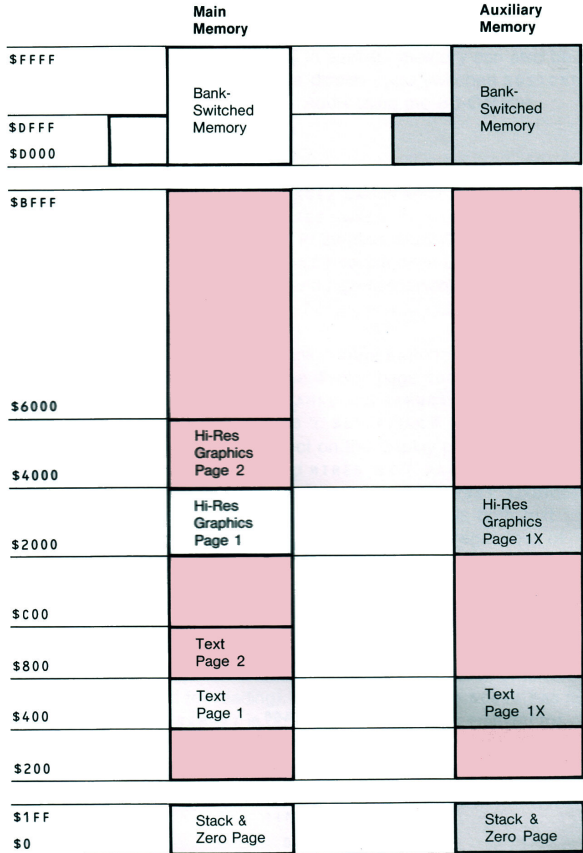 Main
Memory
Auxiliary
Memory
$FFFF
Bank-
Switched
Memory
Bank-
Switched
Memory
$DFFF
$D000
$BFFF
$6000
Hi-Res
Graphics
Page 2
$4000
Hi-Res
Graphics
Page 1
Hi-Res
Graphics
Page 1X
$2000
$C00
Text
Page 2
$800
Text
Page 1
Text
Page 1X
$400
$200
$1FF
Stack &
Zero Page
Stack &
Zero Page
$0